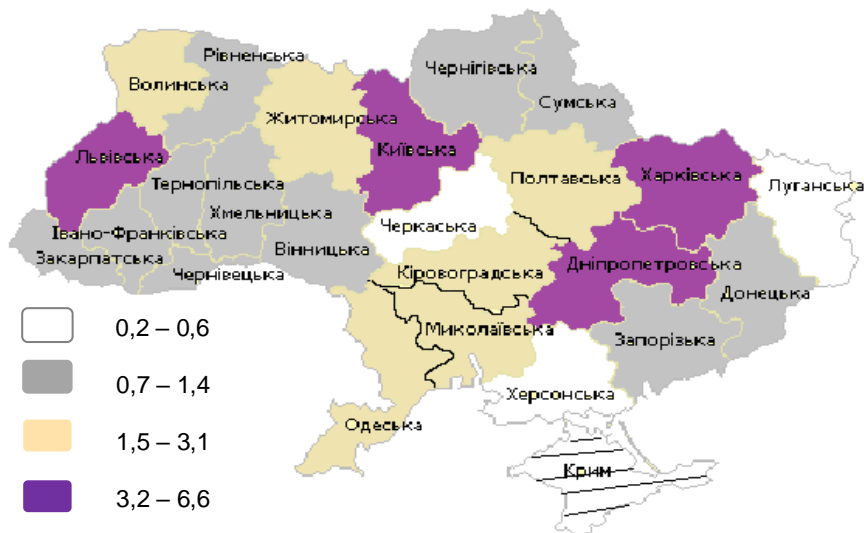 Рівненська
Чернігівська
Волинська
Сумська
Житомирська
Київська
Львівська
Харківська
Полтавська
Луганська
Тернопільська
Хмельницька
Черкаська
Івано-Франківська
Вінницька
Закарпатська
Чернівецька
Кіровоградська
Дніпропетровська
Донецька
Миколаївська
Запорізька
Херсонська
Одеська
Крим
0,2 – 0,6
0,7 – 1,4
1,5 – 3,1
3,2 – 6,6